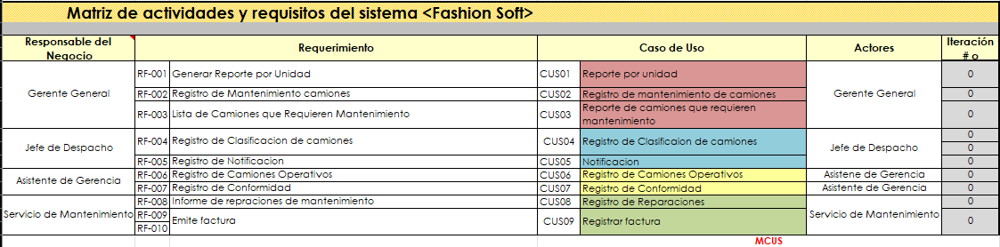 Matriz de actividades y requisitos del sistema <Fashion Soft>
Responsable del Negocio Requerimiento Caso de Uso Actores Iteración # o
Gerente General
RF-001 Generar Reporte por Unidad CUS01 Reporte por unidad 0
RF-002 Registro de Mantenimiento camiones CUS02 Registro de mantenimiento de camiones Gerente General 0
RF-003 Lista de Camiones que Requieren Mantenimiento CUS03 Reporte de camiones que requieren mantenimiento 0
Jefe de Despacho
RF-004 Registro de Clasificación de camiones CUS04 Registro de Clasificaion de camiones Jefe de Despacho 0
0
RF-005 Registro de Notificacion CUS05 Notificacion 0
Asistente de Gerencia
RF-006 Registro de Camiones Operativos CUS06 Registro de Camiones Operativos Asistene de Gerencia 0
RF-007 Registro de Conformidad CUS07 Registro de Conformidad Asistente de Gerencia 0
Servicio de Mantenimiento
RF-008 Informe de repraciones de mantenimiento CUS08 Registro de Reparaciones Servicio de Mantenimiento 0
RF-009 Emite factura CUS09 Registrar factura 0
RF-010
MCUS